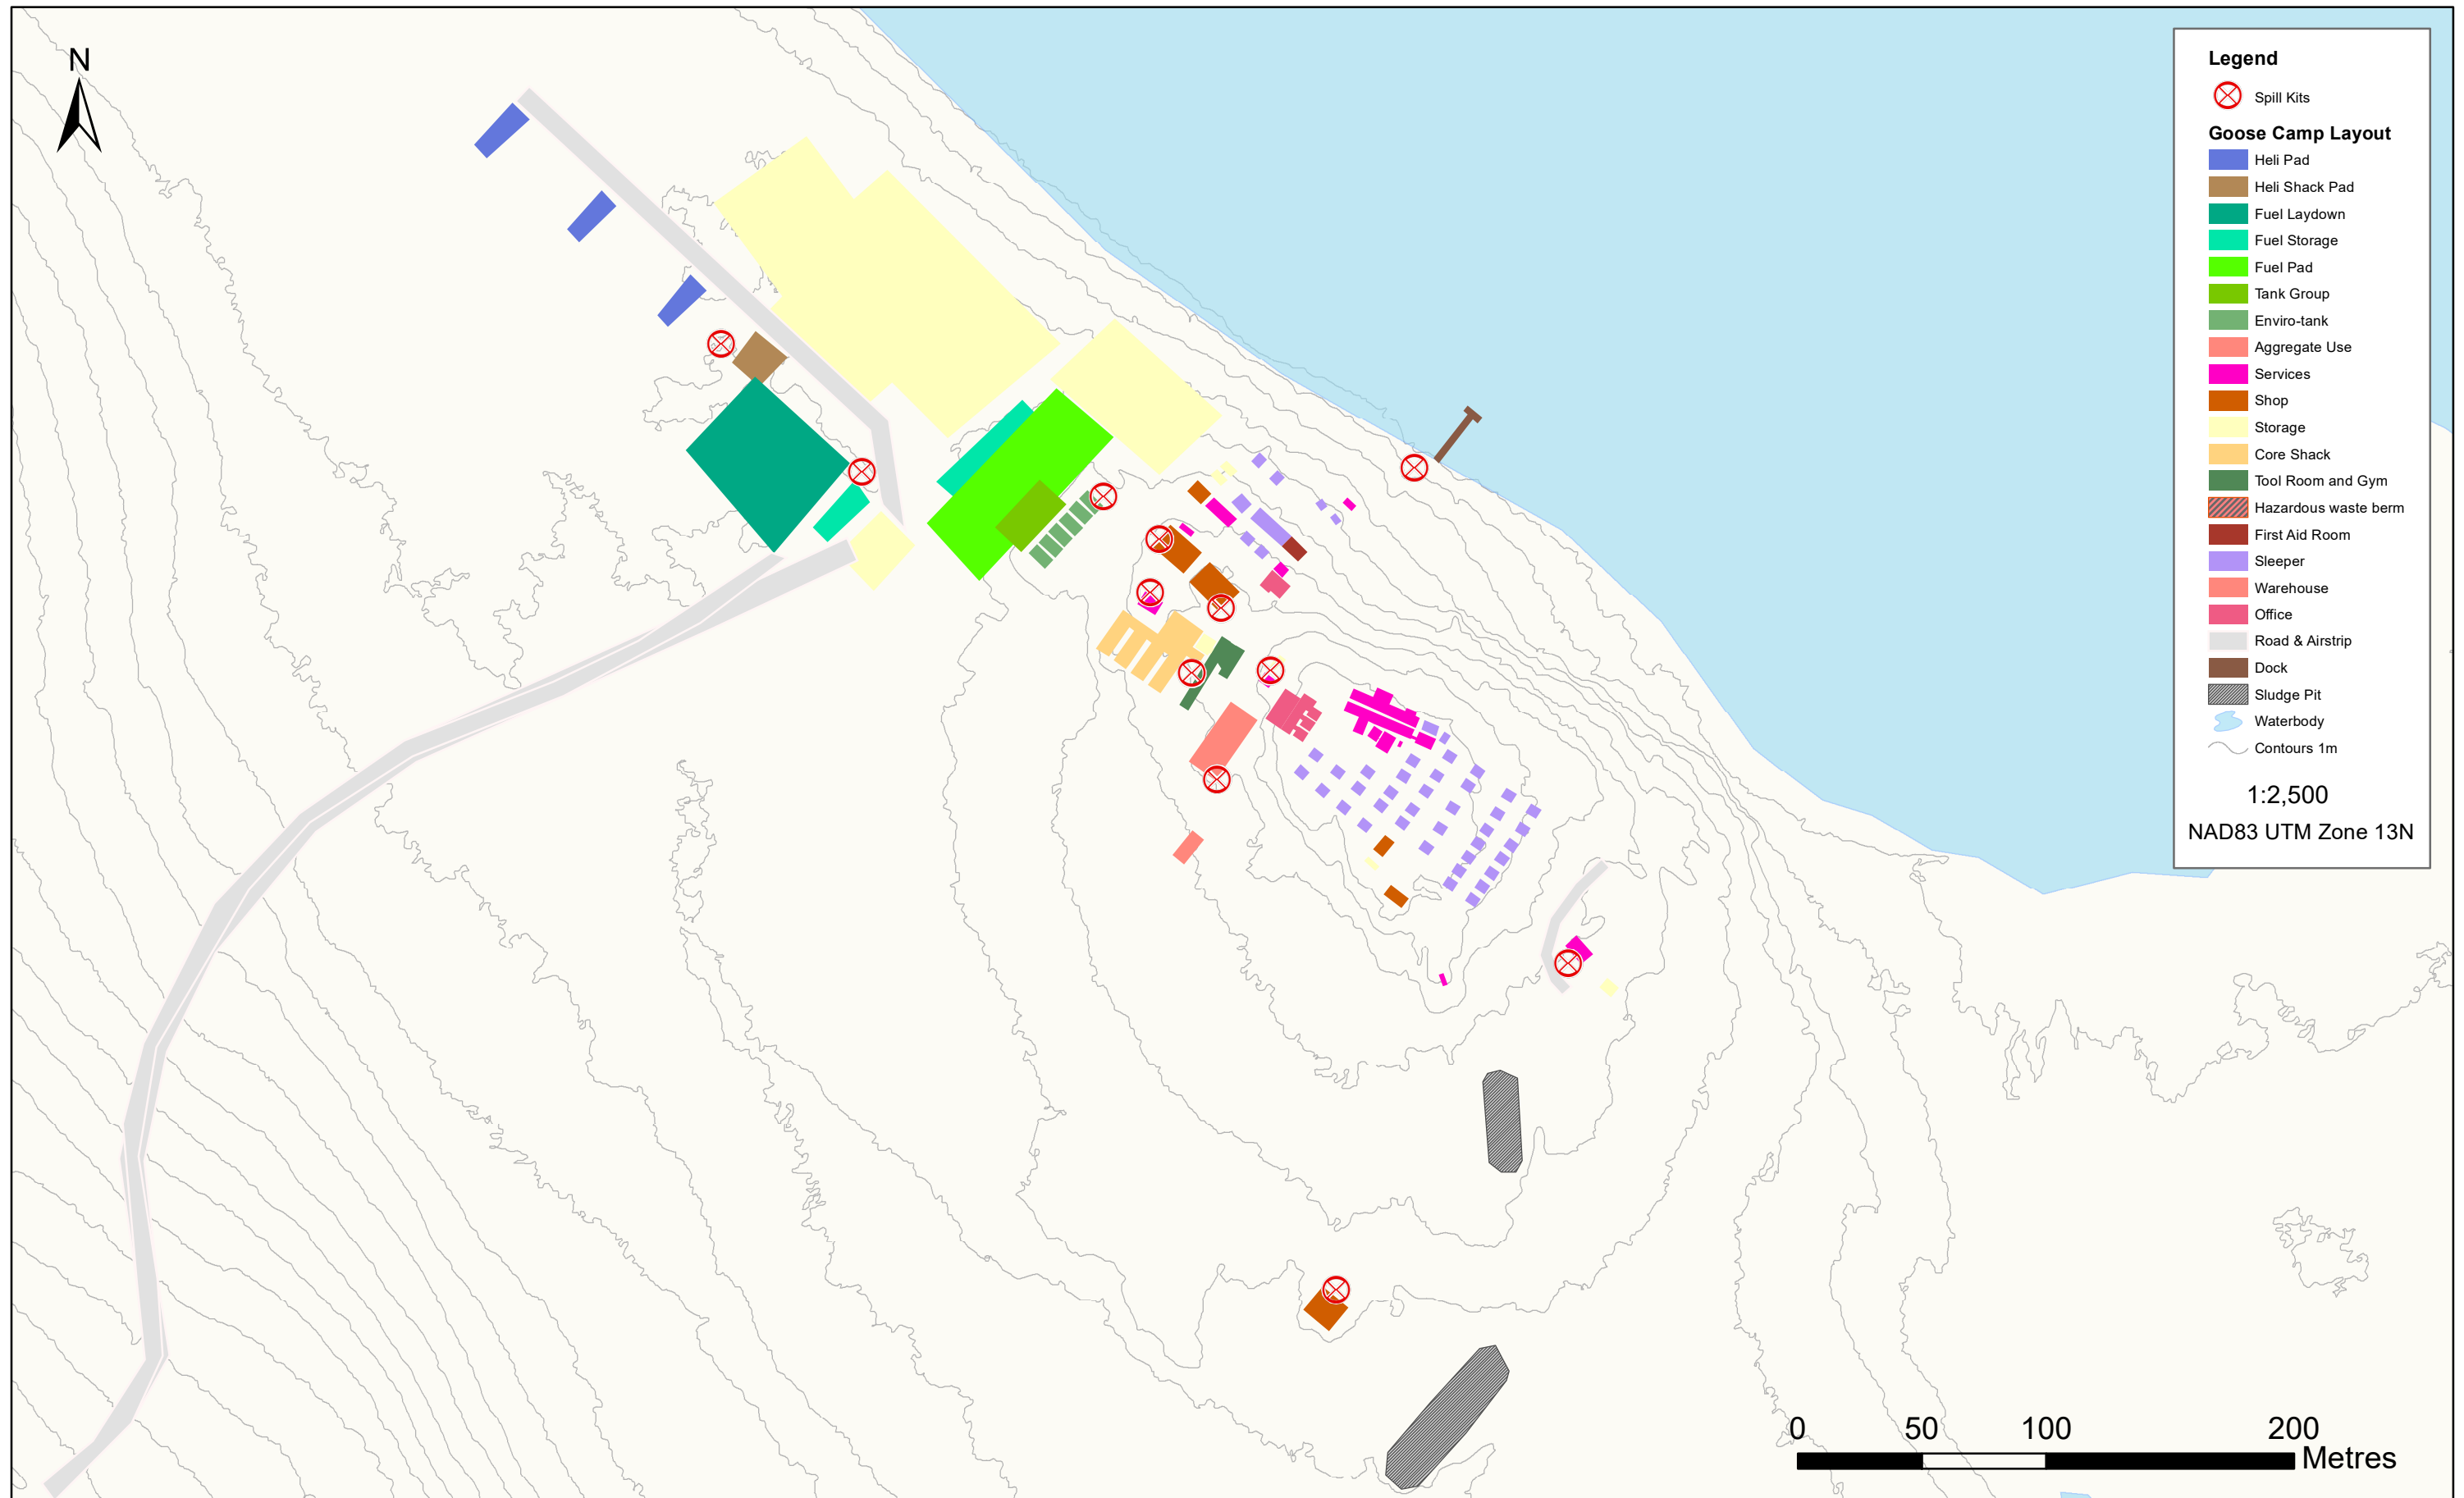 N
Legend
Spill Kits
Goose Camp Layout
Heli Pad
Heli Shack Pad
Fuel Laydown
Fuel Storage
Fuel Pad
Tank Group
Enviro-tank
Aggregate Use
Services
Shop
Storage
Core Shack
Tool Room and Gym
Hazardous waste berm
First Aid Room
Sleeper
Warehouse
Office
Road & Airstrip
Dock
Sludge Pit
Waterbody
Contours 1m
1:2,500
NAD83 UTM Zone 13N
0 50 100 200
Metres